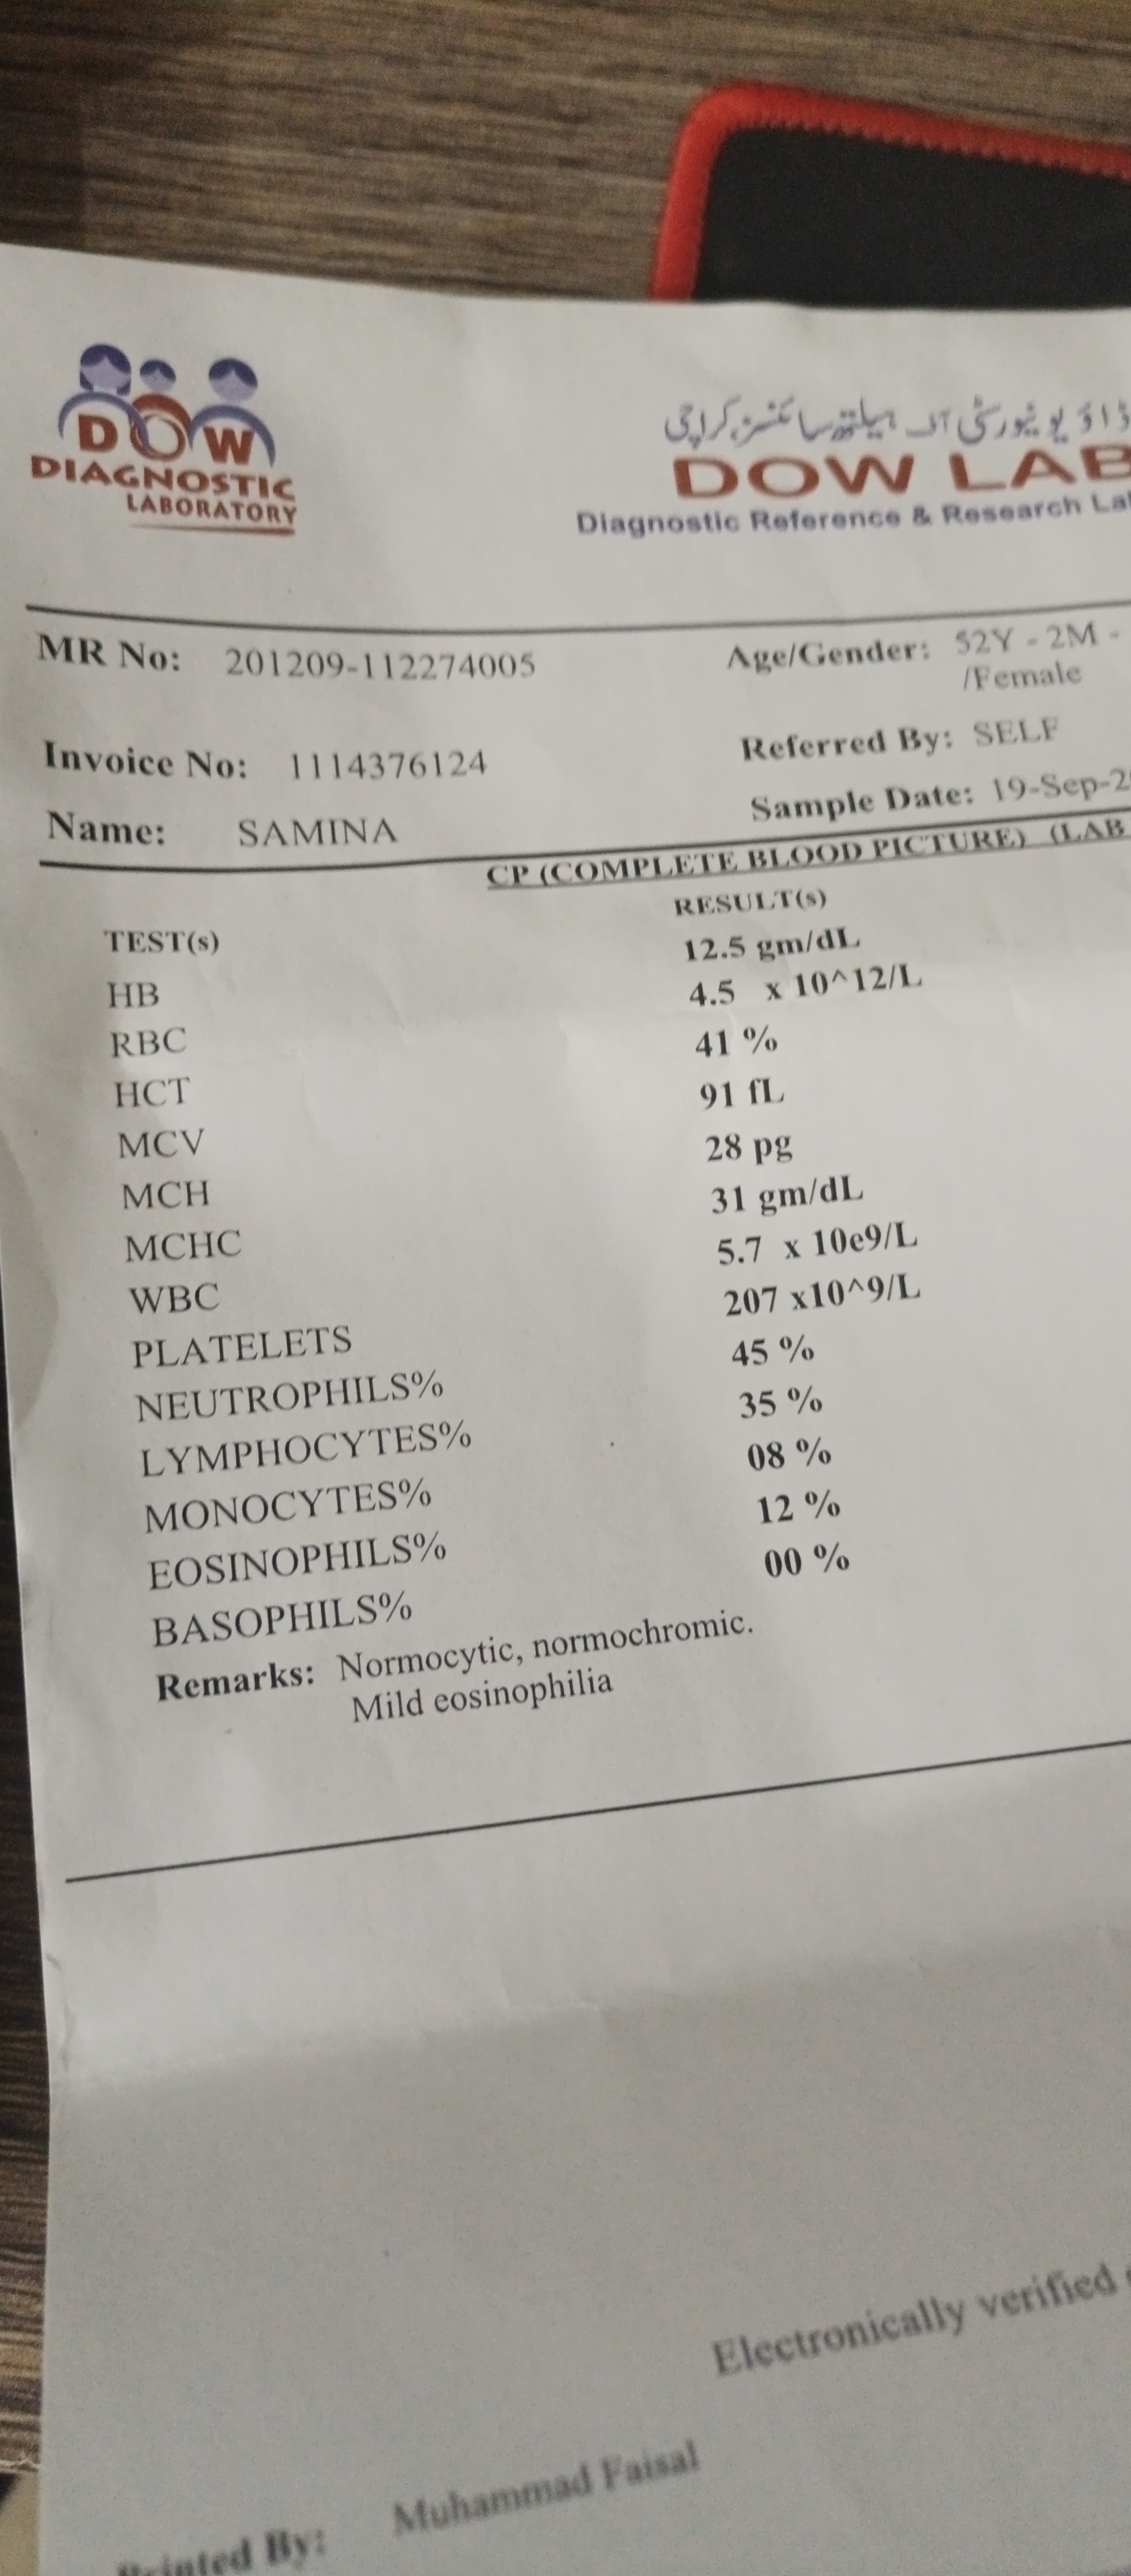 DOW
DIAGNOSTIC
LABORATORY
ڈاؤ یونیورسٹی آف ہیلتھ سائنسز، کراچی
DOW LAB
Diagnostic Reference & Research
MR No: 201209-112274005
Age/Gender: 52Y - 2M -
/Female
Invoice No: 1114376124
Referred By: SELF
Name: SAMINA
Sample Date: 19-Sep-2
CP (COMPLETE BLOOD PICTURE) (LAB
TEST(s) RESULT(s)
HB 12.5 gm/dL
RBC 4.5 x 10^12/L
HCT 41 %
MCV 91 fL
MCH 28 pg
MCHC 31 gm/dL
WBC 5.7 x 10e9/L
PLATELETS 207 x10^9/L
NEUTROPHILS% 45 %
LYMPHOCYTES% 35 %
MONOCYTES% 08 %
EOSINOPHILS% 12 %
BASOPHILS% 00 %
Remarks: Normocytic, normochromic.
Mild eosinophilia
Electronically verified
Printed By: Muhammad Faisal